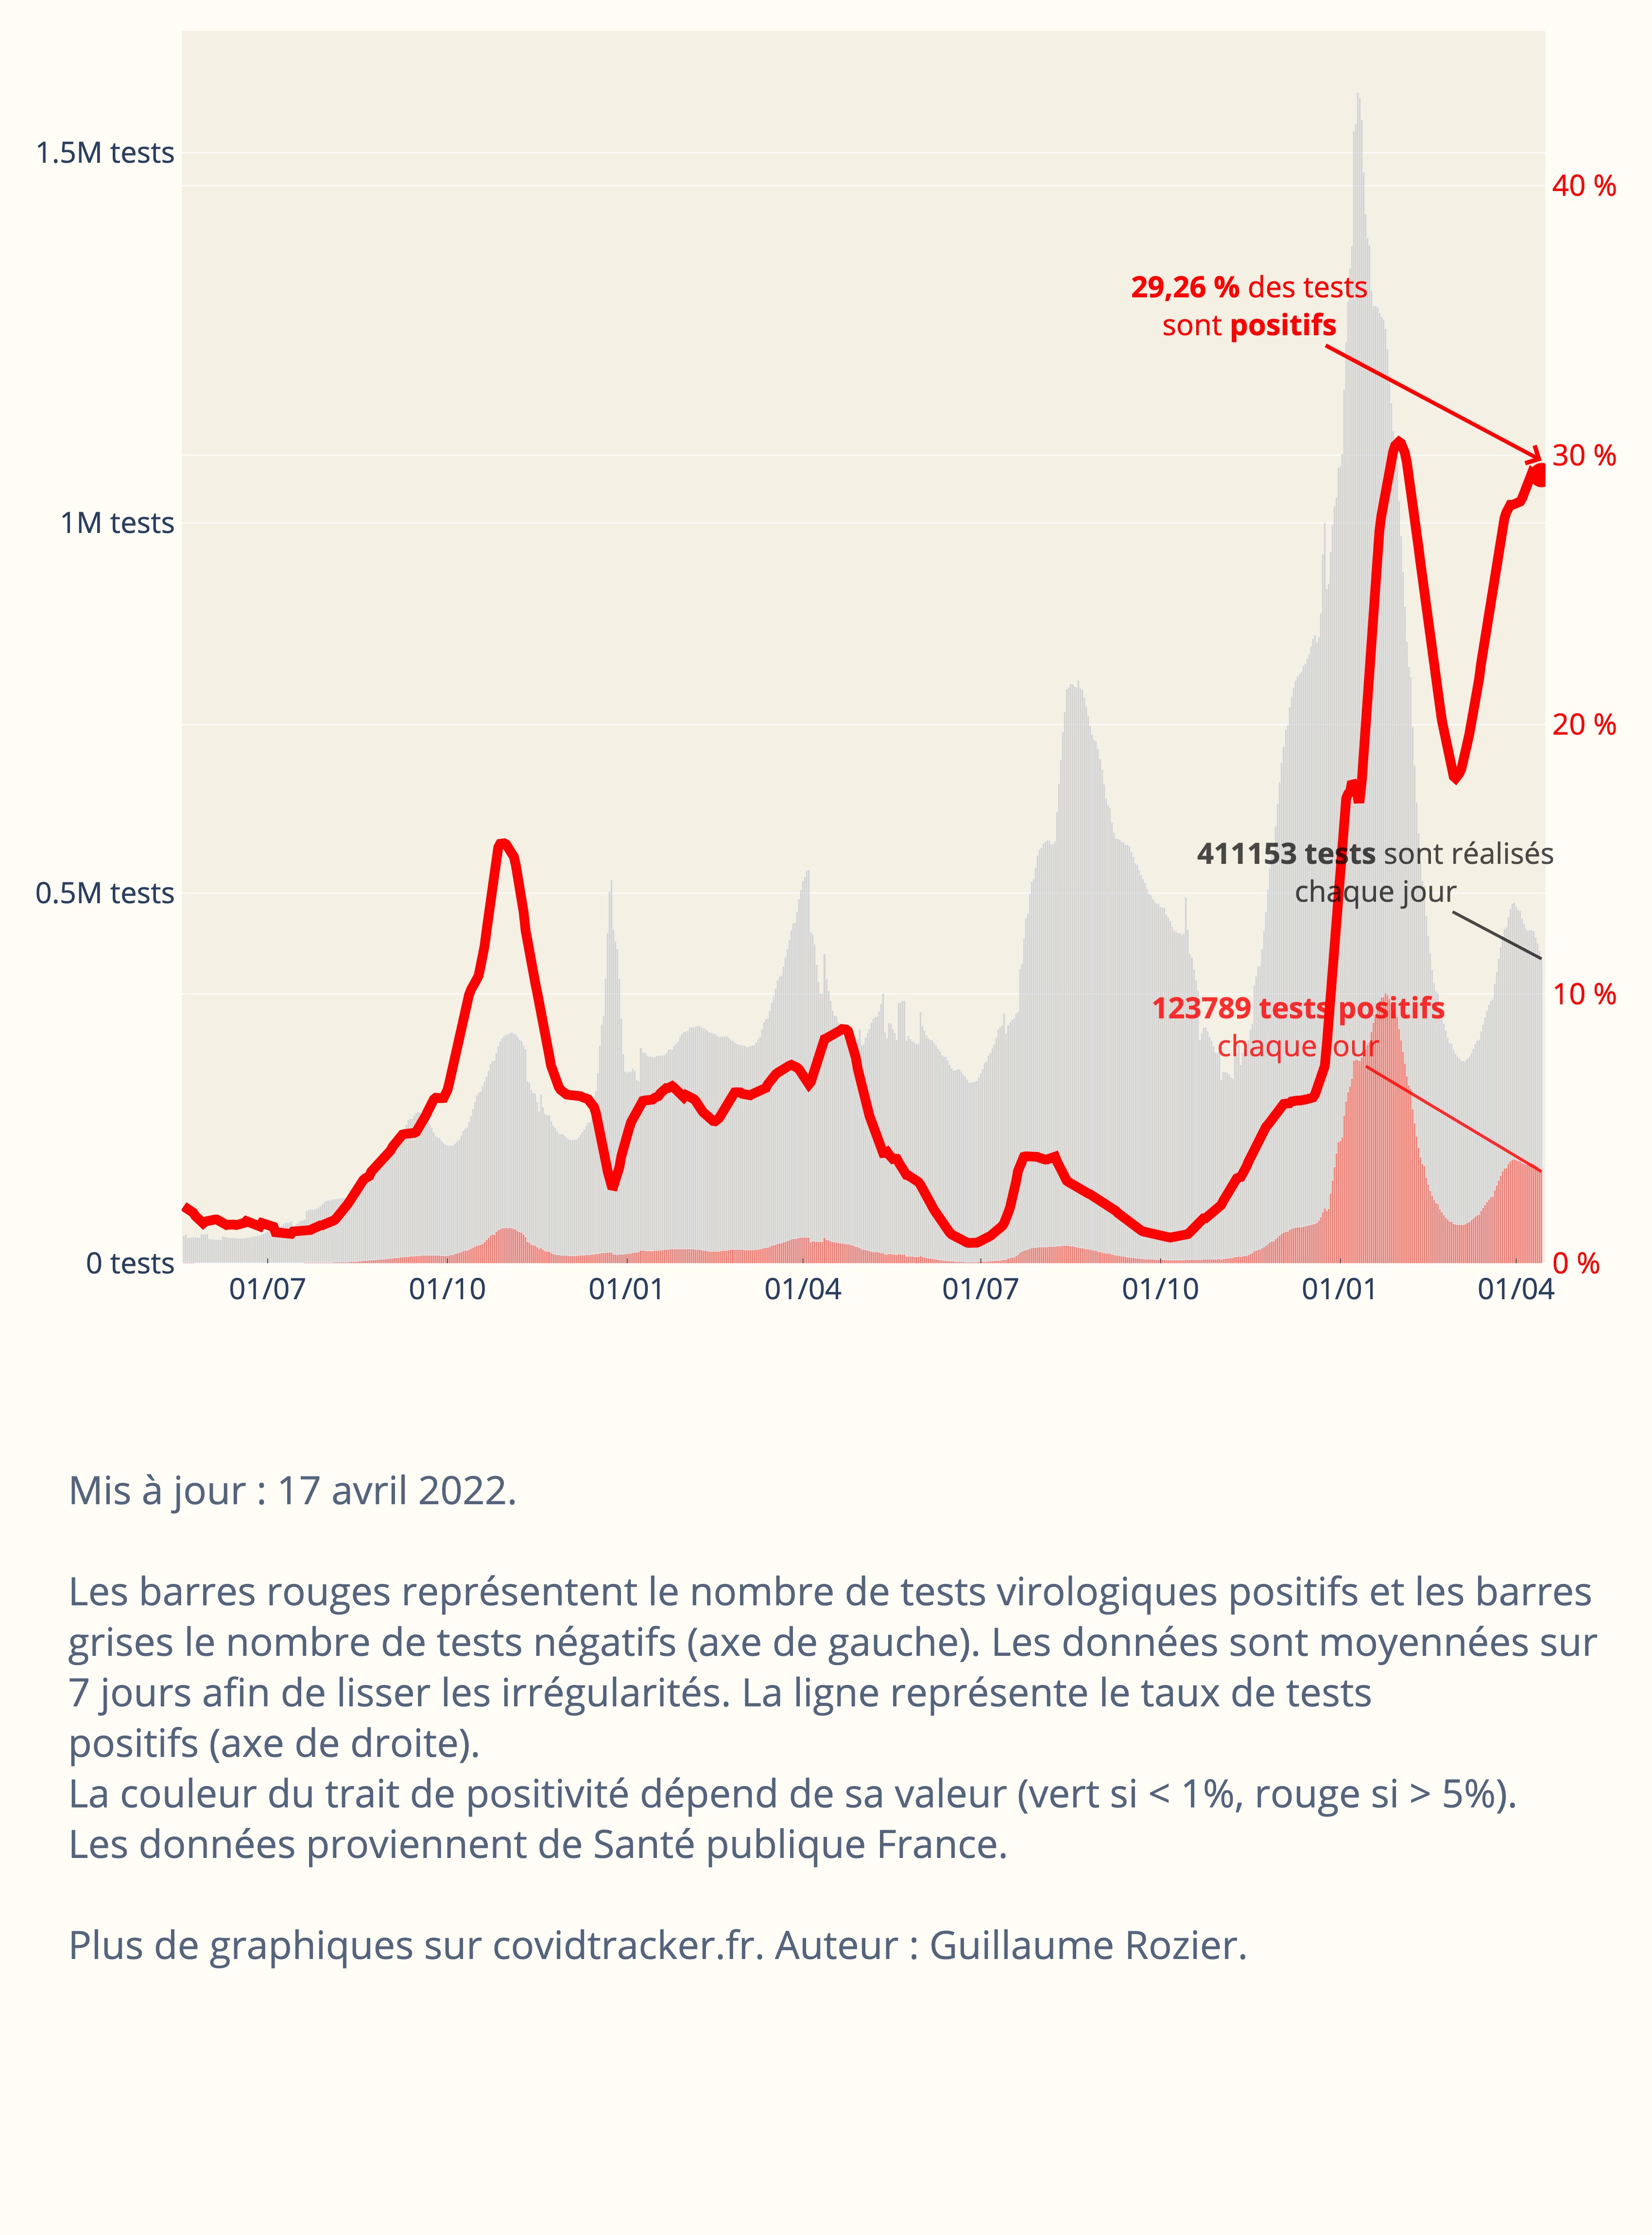 1.5M tests
40 %
29,26 % des tests
sont positifs
30 %
1M tests
20 %
411153 tests sont réalisés
chaque jour
0.5M tests
10 %
123789 tests positifs
chaque jour
0 tests
0 %
01/07
01/10
01/01
01/04
01/07
01/10
01/01
01/04
Mis à jour : 17 avril 2022.
Les barres rouges représentent le nombre de tests virologiques positifs et les barres
grises le nombre de tests négatifs (axe de gauche). Les données sont moyennées sur
7 jours afin de lisser les irrégularités. La ligne représente le taux de tests
positifs (axe de droite).
La couleur du trait de positivité dépend de sa valeur (vert si < 1%, rouge si > 5%).
Les données proviennent de Santé publique France.
Plus de graphiques sur covidtracker.fr. Auteur : Guillaume Rozier.